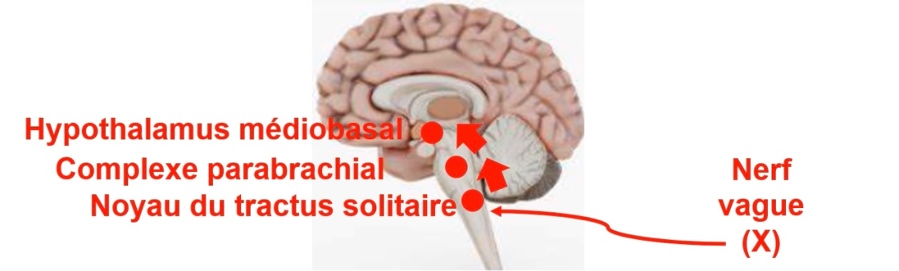 Hypothalamus médiobasal
Complexe parabrachial
Noyau du tractus solitaire
Nerf
vague
(X)